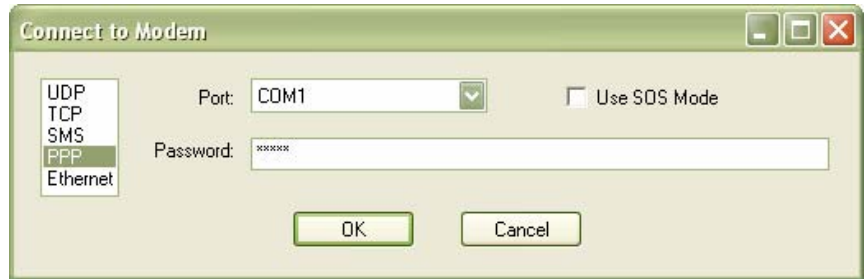 Connect to Modem
UDP
TCP
SMS
PPP
Ethernet
Port: COM1
Use SOS Mode
Password: *****
OK
Cancel